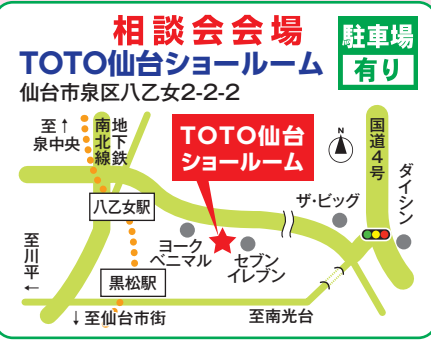 相談会会場
TOTO仙台ショールーム
仙台市泉区八乙女2-2-2
駐車場
有り
至↑
泉中央
地下鉄
南北線
TOTO仙台
ショールーム
N
国道4号
ダイシン
ザ・ビッグ
八乙女駅
ヨーク
ベニマル
セブン
イレブン
至川平
←
黒松駅
↓至仙台市街
至南光台